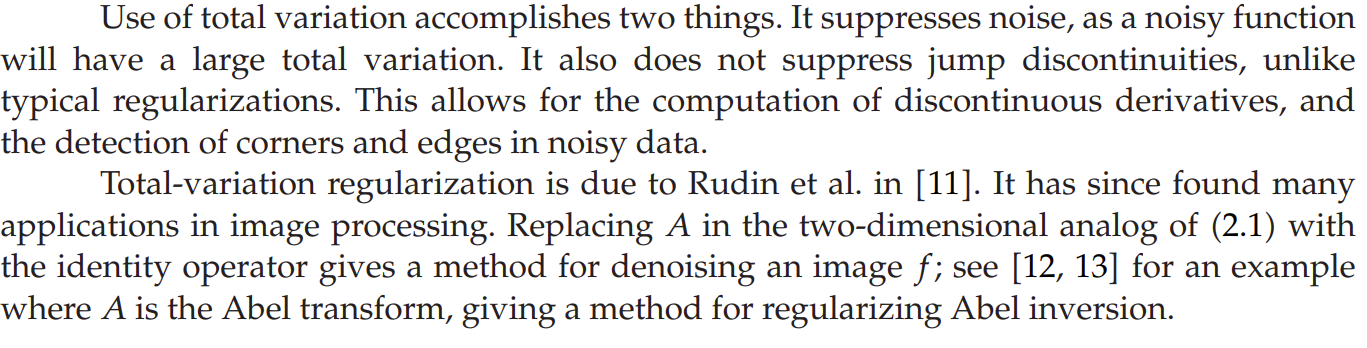 Use of total variation accomplishes two things. It suppresses noise, as a noisy function
will have a large total variation. It also does not suppress jump discontinuities, unlike
typical regularizations. This allows for the computation of discontinuous derivatives, and
the detection of corners and edges in noisy data.
Total-variation regularization is due to Rudin et al. in [11]. It has since found many
applications in image processing. Replacing A in the two-dimensional analog of (2.1) with
the identity operator gives a method for denoising an image f; see [12, 13] for an example
where A is the Abel transform, giving a method for regularizing Abel inversion.